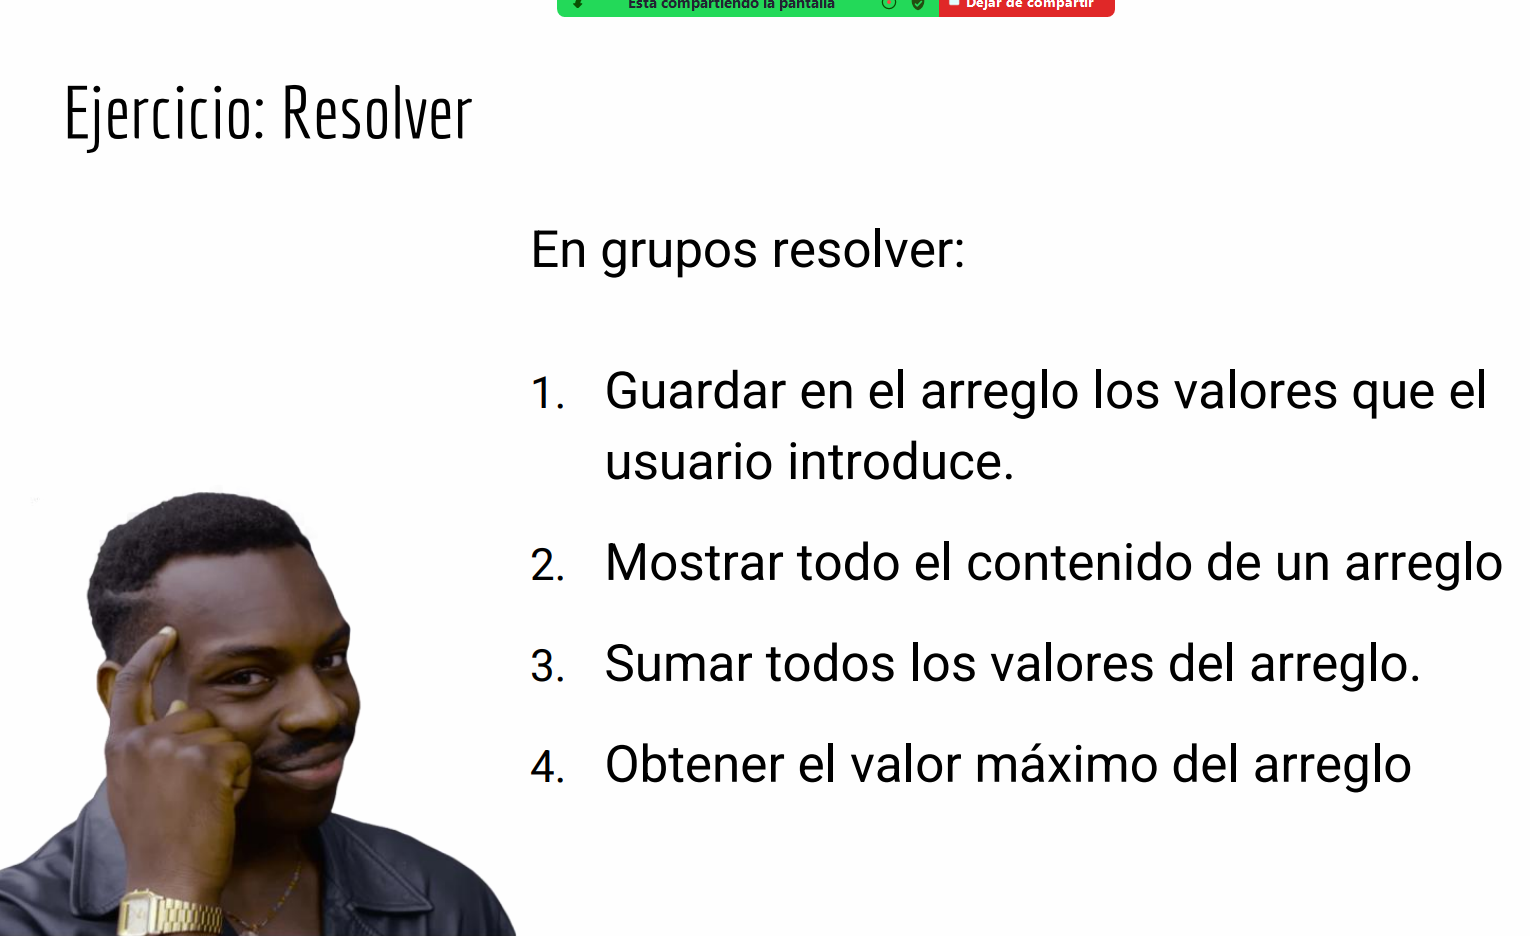 Está compartiendo la pantalla
Dejar de compartir
Ejercicio: Resolver
En grupos resolver:
1. Guardar en el arreglo los valores que el
usuario introduce.
2. Mostrar todo el contenido de un arreglo
3. Sumar todos los valores del arreglo.
4. Obtener el valor máximo del arreglo